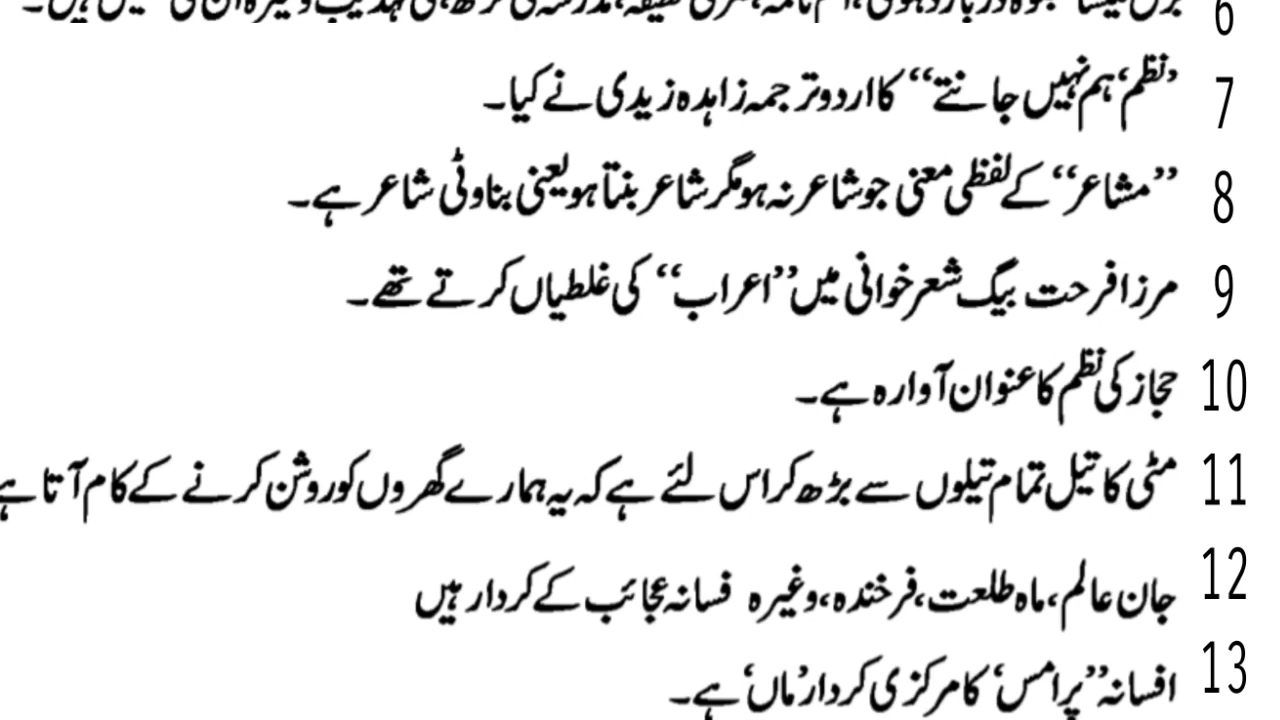 6
7 ’نظم‘ ہم نہیں جانتے‘‘ کا اردو ترجمہ زاہدہ زیدی نے کیا۔
8 ’’مشاعر‘‘ کے لفظی معنی جو شاعر نہ ہو مگر شاعر بنتا ہو یعنی بناوٹی شاعر ہے۔
9 مرزا فرحت بیگ شعر خوانی میں ’’اعراب‘‘ کی غلطیاں کرتے تھے۔
10 حجاز کی نظم کا عنوان آوارہ ہے۔
11 مٹی کا تیل تمام تیلوں سے بڑھ کر اس لئے ہے کہ یہ ہمارے گھروں کو روشن کرنے کے کام آتا ہے
12 جان عالم، ماہ طلعت، فرخندہ، وغیرہ فسانہ عجائب کے کردار ہیں
13 افسانہ ’’پرامس‘ کا مرکزی کردار ’ماں‘ ہے۔